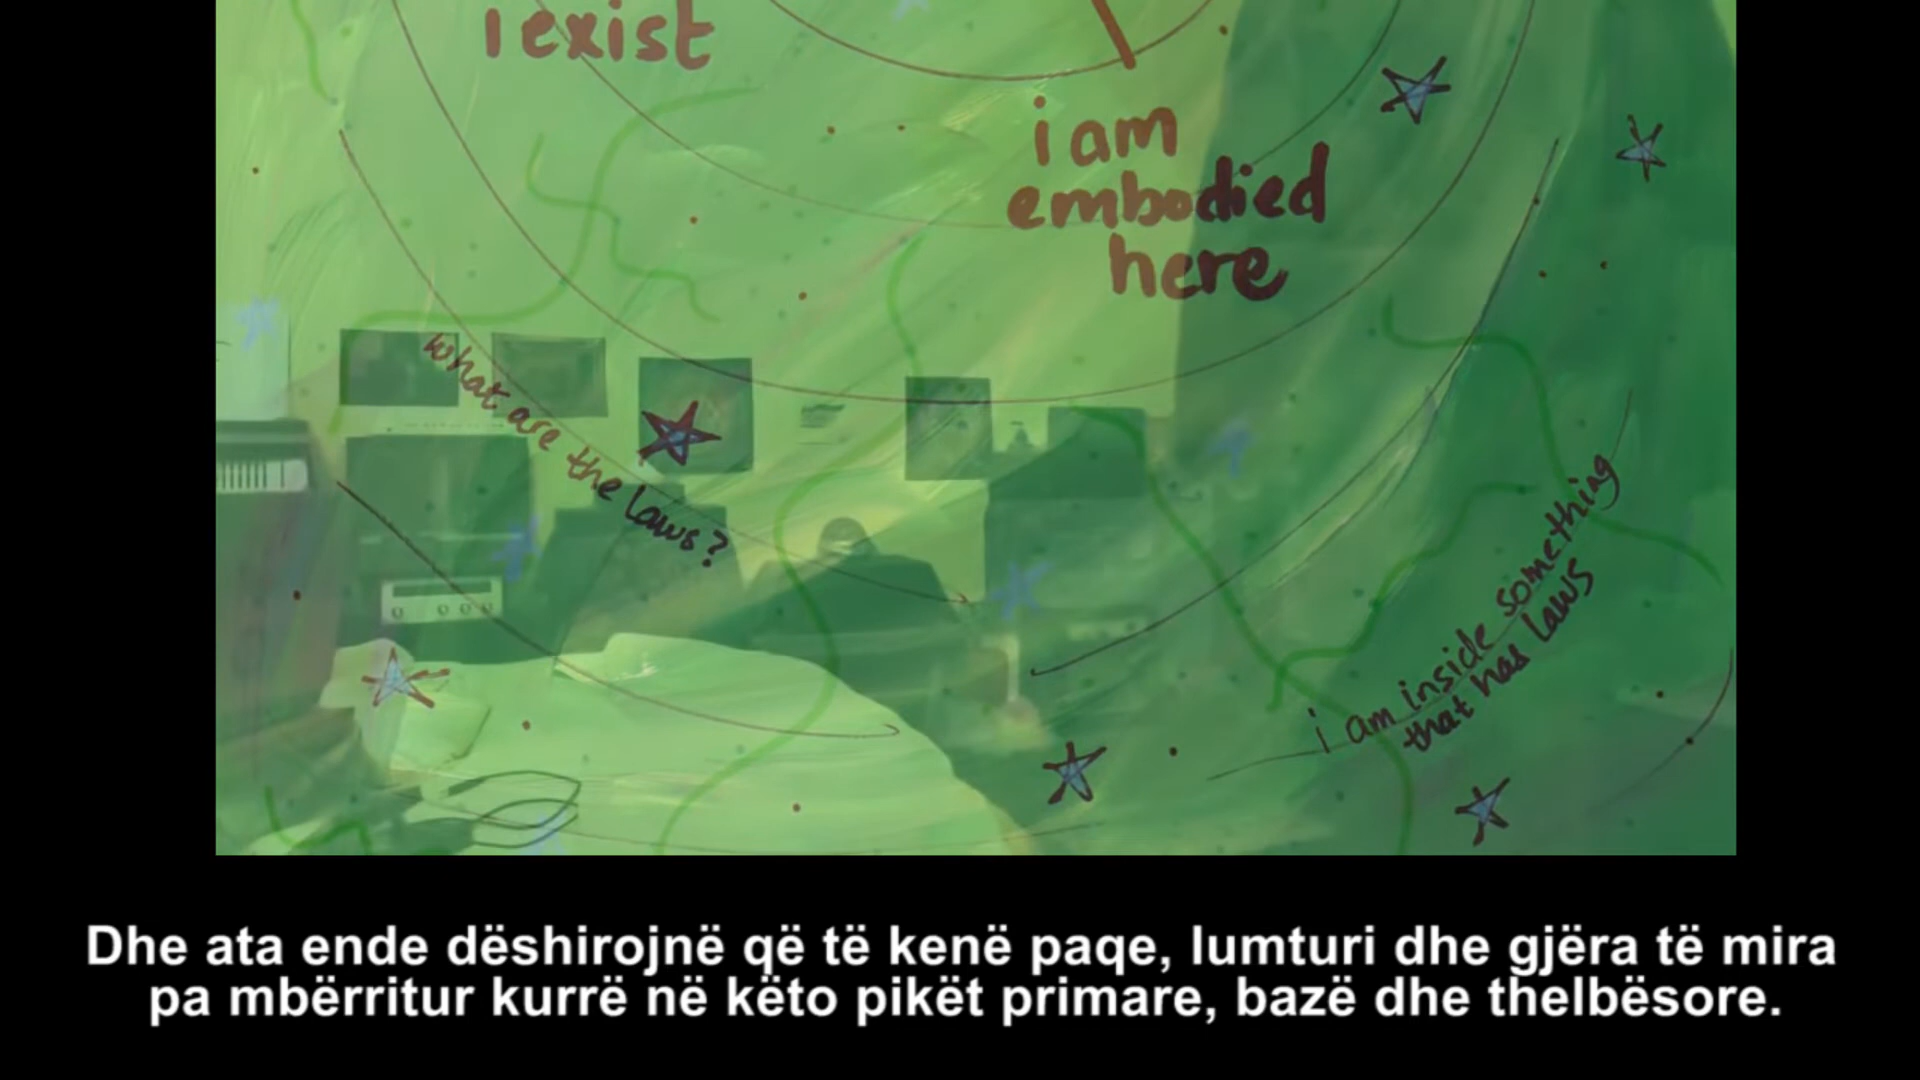 i exist
i am
embodied
here
what are the laws?
i am inside something
that has laws
Dhe ata ende dëshirojnë që të kenë paqe, lumturi dhe gjëra të mira
pa mbërritur kurrë në këto pikët primare, bazë dhe thelbësore.